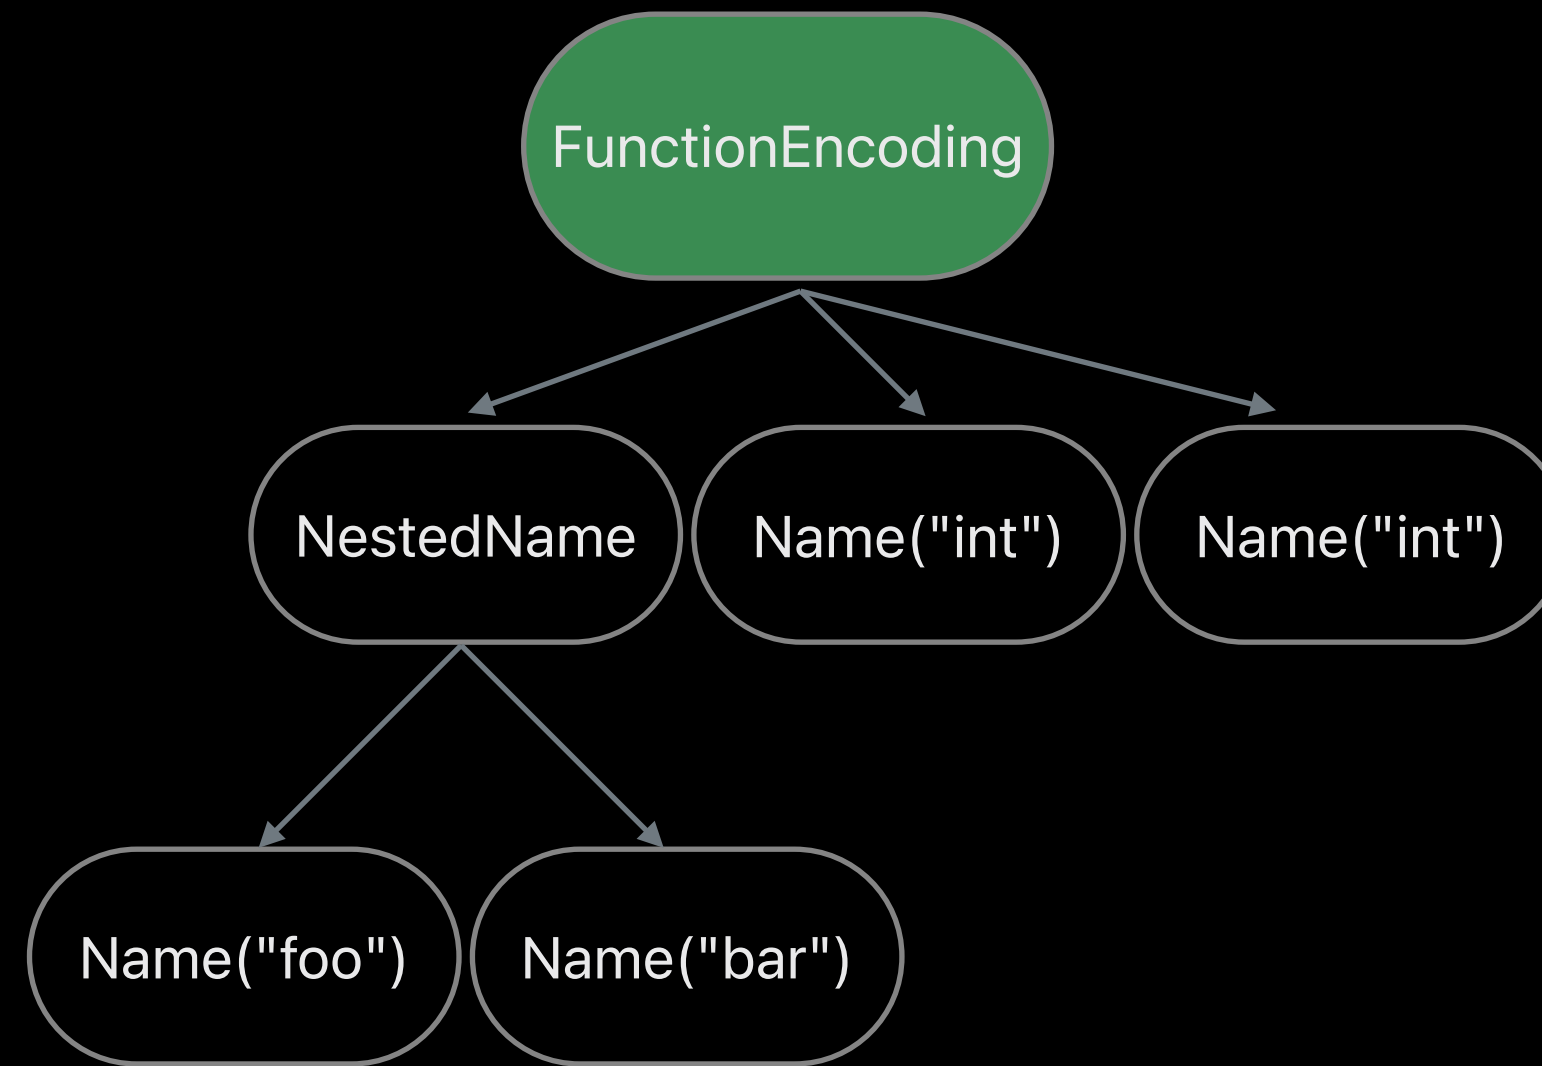 FunctionEncoding
NestedName
Name("int")
Name("int")
Name("foo")
Name("bar")